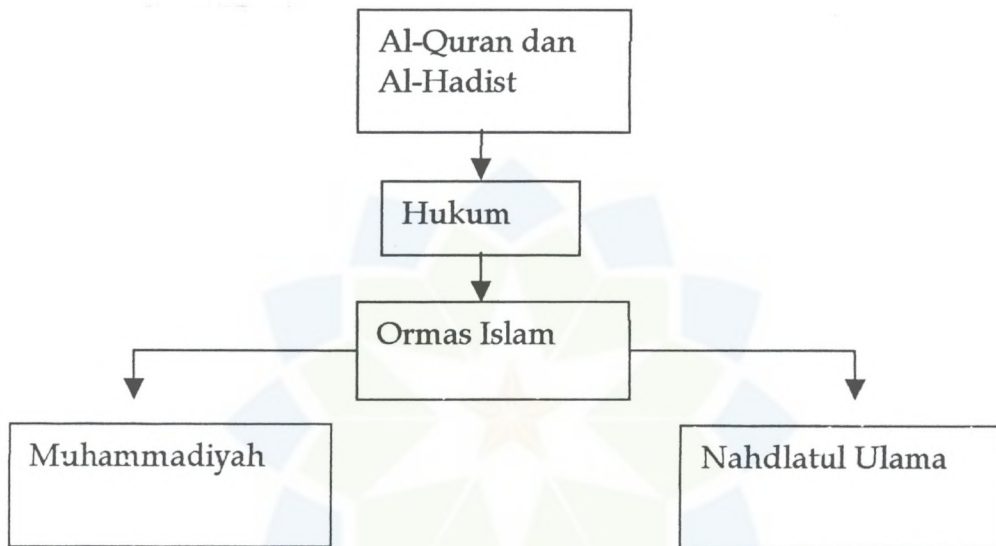 Al-Quran dan
Al-Hadist
Hukum
Ormas Islam
Muhammadiyah
Nahdlatul Ulama